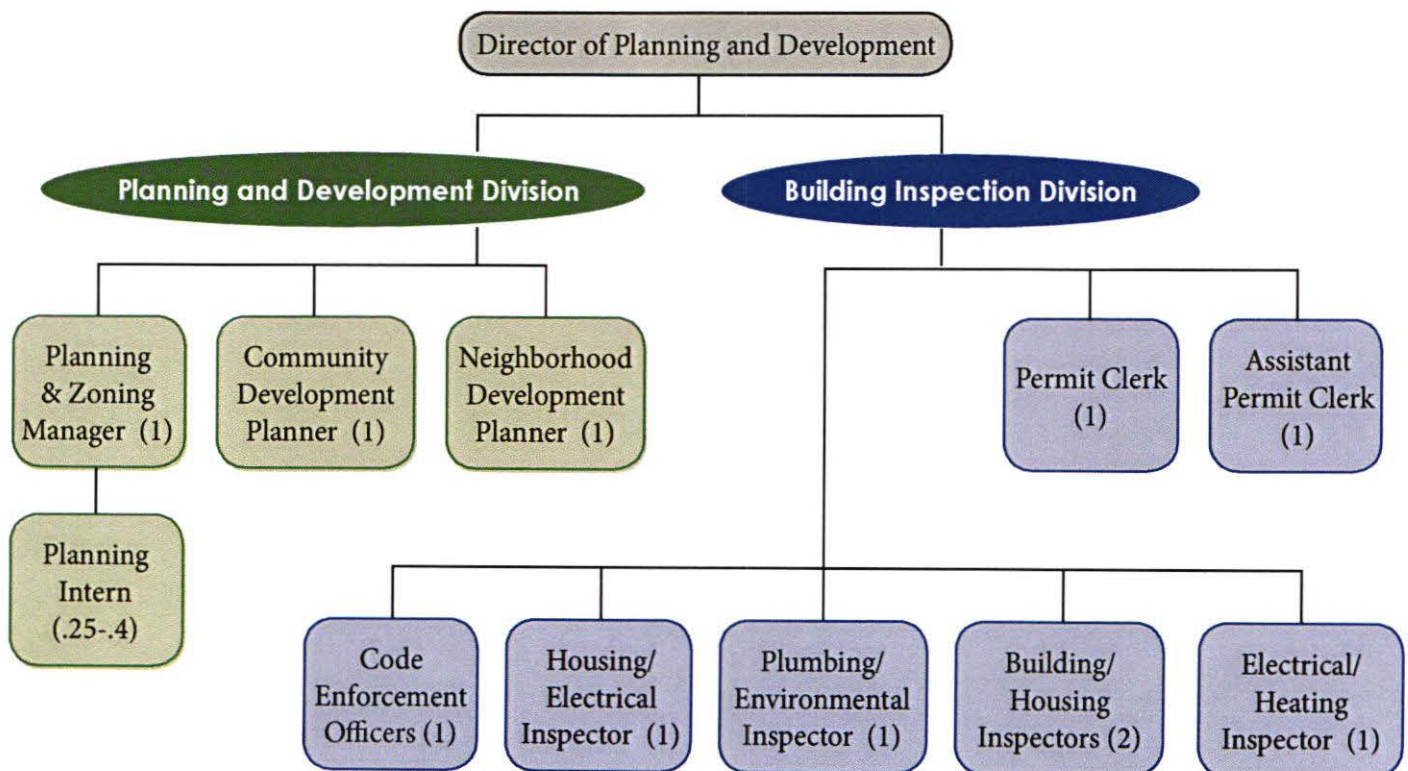 Director of Planning and Development
Planning and Development Division
Building Inspection Division
Planning
& Zoning
Manager (1)
Community
Development
Planner (1)
Neighborhood
Development
Planner (1)
Permit Clerk
(1)
Assistant
Permit Clerk
(1)
Planning
Intern
(.25-.4)
Code
Enforcement
Officers (1)
Housing/
Electrical
Inspector (1)
Plumbing/
Environmental
Inspector (1)
Building/
Housing
Inspectors (2)
Electrical/
Heating
Inspector (1)